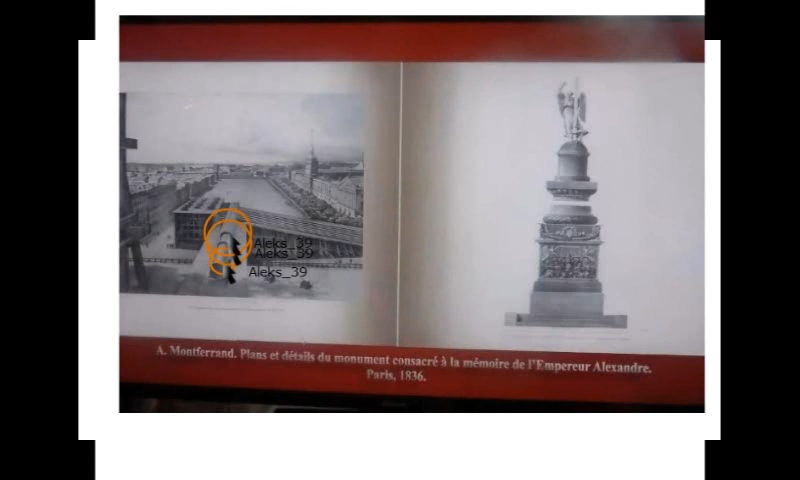 Aleks_39
Aleks_39
Aleks_39
A. Montferrand. Plans et détails du monument consacré à la mémoire de l'Empereur Alexandre.
Paris, 1836.